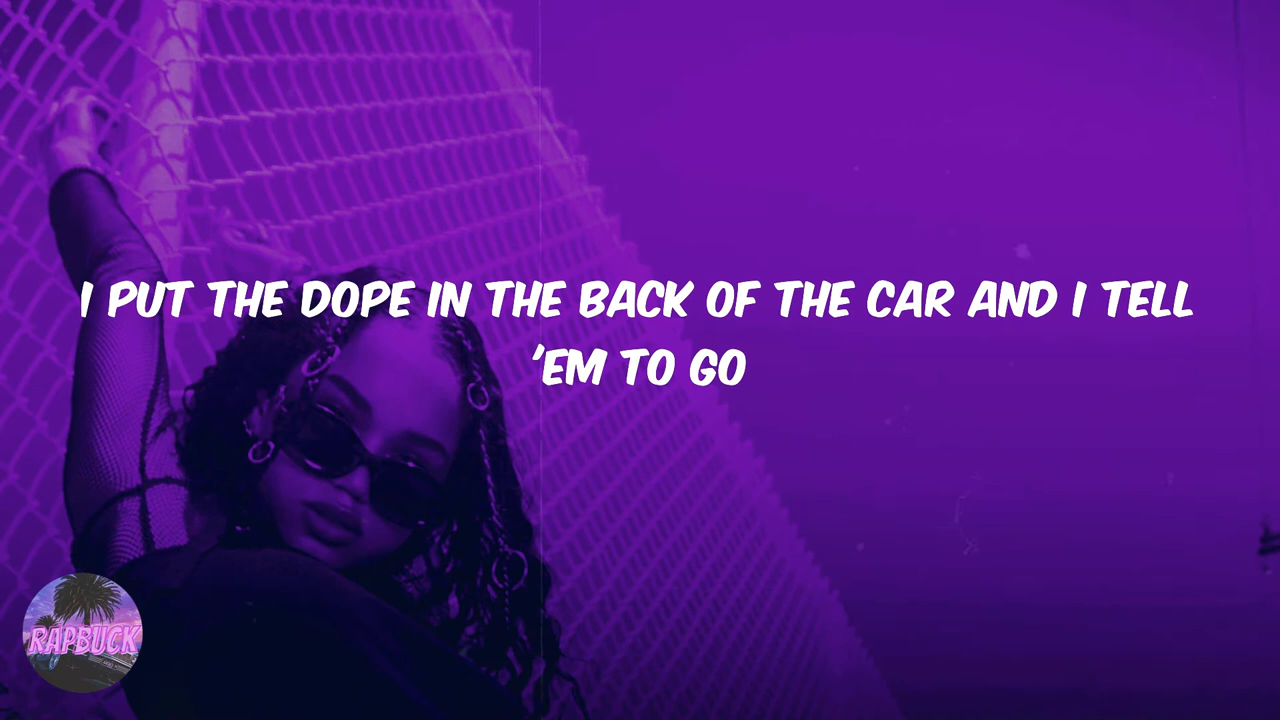 I PUT THE DOPE IN THE BACK OF THE CAR AND I TELL
'EM TO GO
RAPBUCK